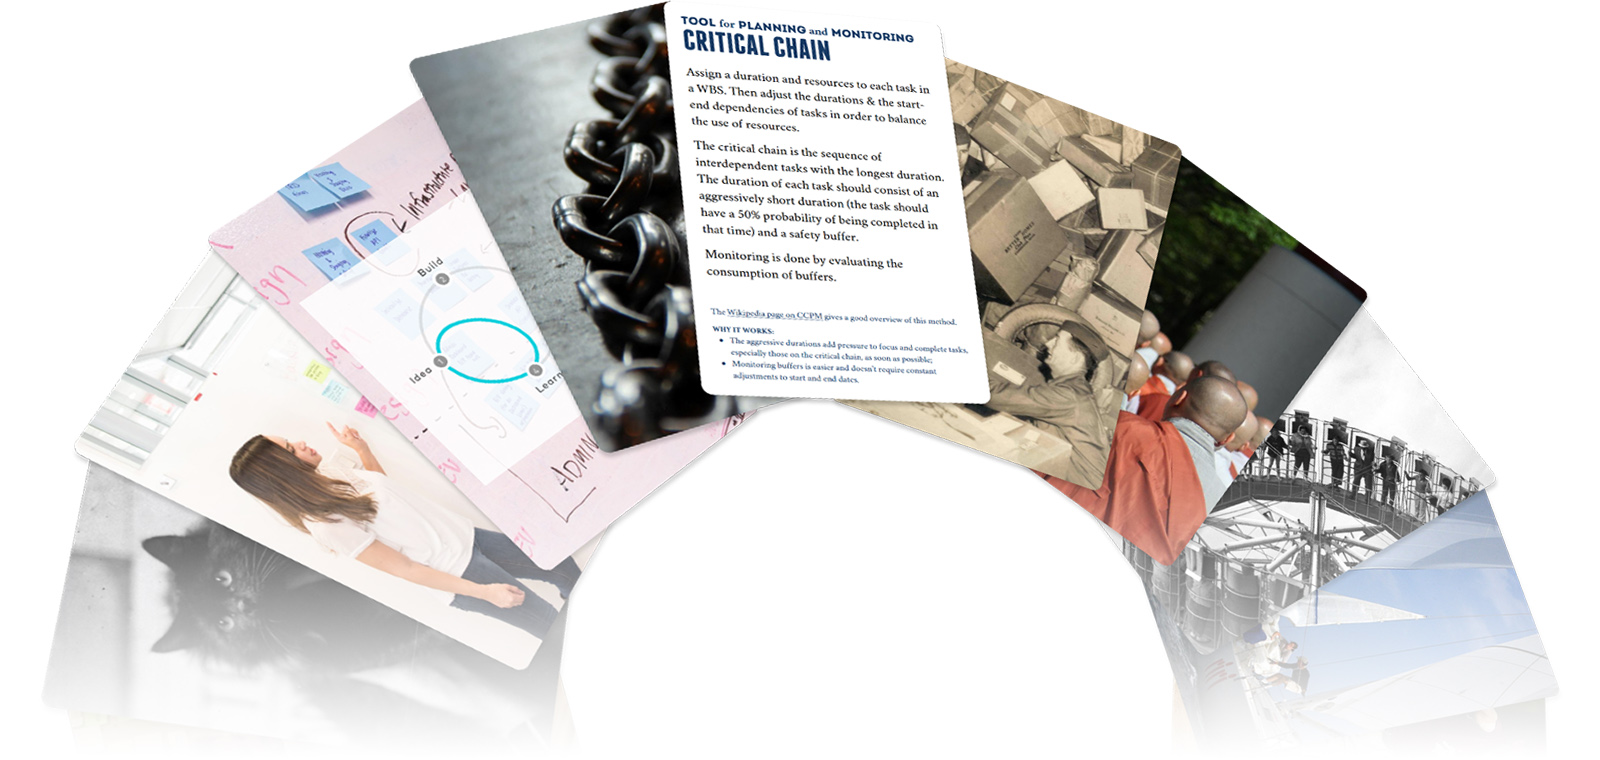 TOOL for PLANNING and MONITORING
CRITICAL CHAIN
Assign a duration and resources to each task in
a WBS. Then adjust the durations & the start-
end dependencies of tasks in order to balance
the use of resources.
The critical chain is the sequence of
interdependent tasks with the longest duration.
The duration of each task should consist of an
aggressively short duration (the task should
have a 50% probability of being completed in
that time) and a safety buffer.
Monitoring is done by evaluating the
consumption of buffers.
The Wikipedia page on CCPM gives a good overview of this method.
WHY IT WORKS:
• The aggressive durations add pressure to focus and complete tasks,
especially those on the critical chain, as soon as possible;
• Monitoring buffers is easier and doesn't require constant
adjustments to start and end dates.
Infrastructure
Build
Idea
Learn
ign
ADMIN